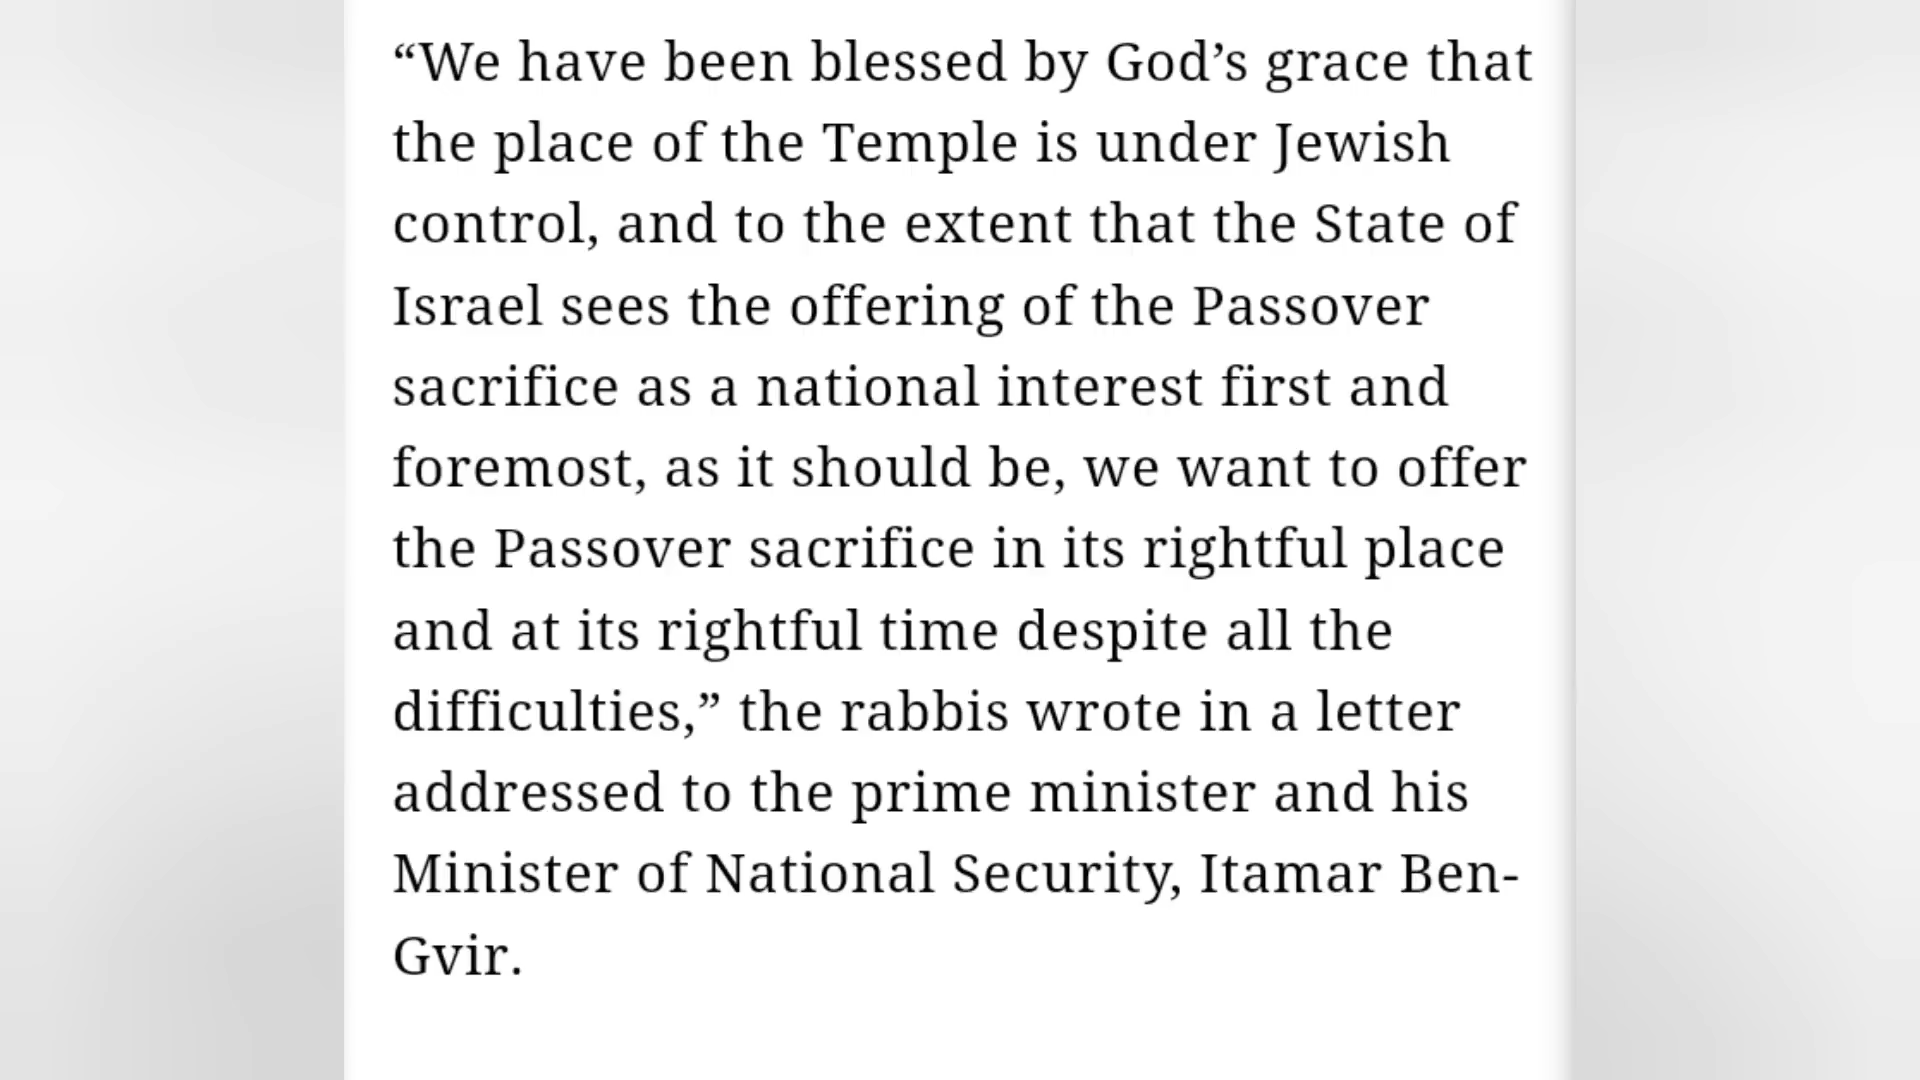 “We have been blessed by God’s grace that
the place of the Temple is under Jewish
control, and to the extent that the State of
Israel sees the offering of the Passover
sacrifice as a national interest first and
foremost, as it should be, we want to offer
the Passover sacrifice in its rightful place
and at its rightful time despite all the
difficulties,” the rabbis wrote in a letter
addressed to the prime minister and his
Minister of National Security, Itamar Ben-
Gvir.